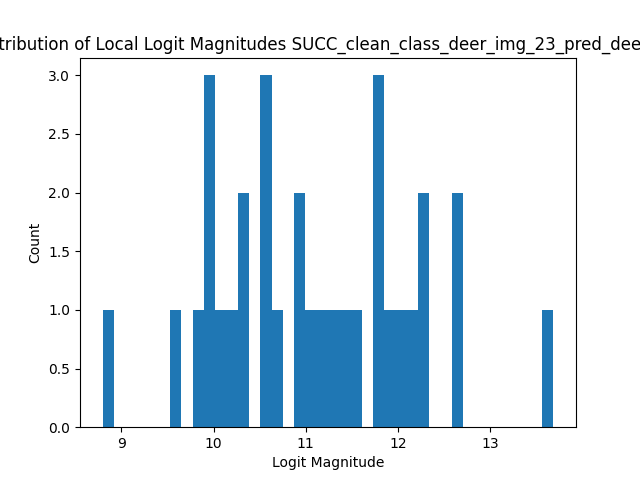 tribution of Local Logit Magnitudes SUCC_clean_class_deer_img_23_pred_dee
3.0
2.5
2.0
1.5
1.0
0.5
0.0
Count
9 10 11 12 13
Logit Magnitude